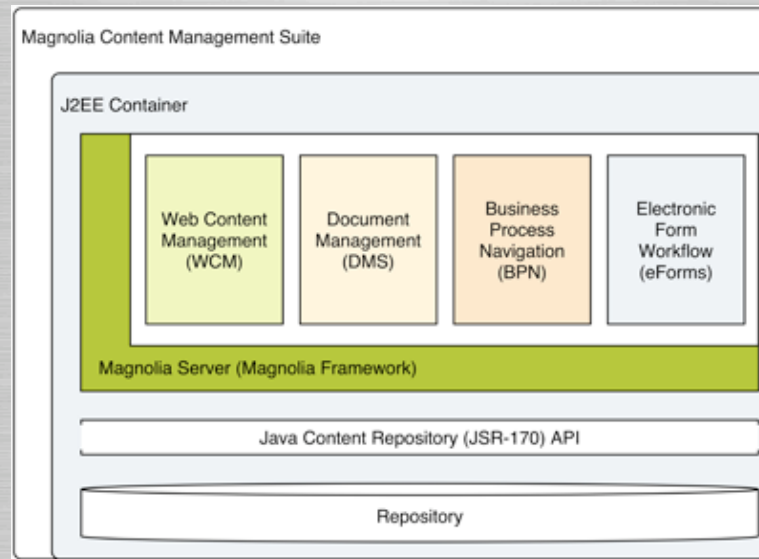 Magnolia Content Management Suite
J2EE Container
Web Content
Management
(WCM)
Document
Management
(DMS)
Business
Process
Navigation
(BPN)
Electronic
Form
Workflow
(eForms)
Magnolia Server (Magnolia Framework)
Java Content Repository (JSR-170) API
Repository